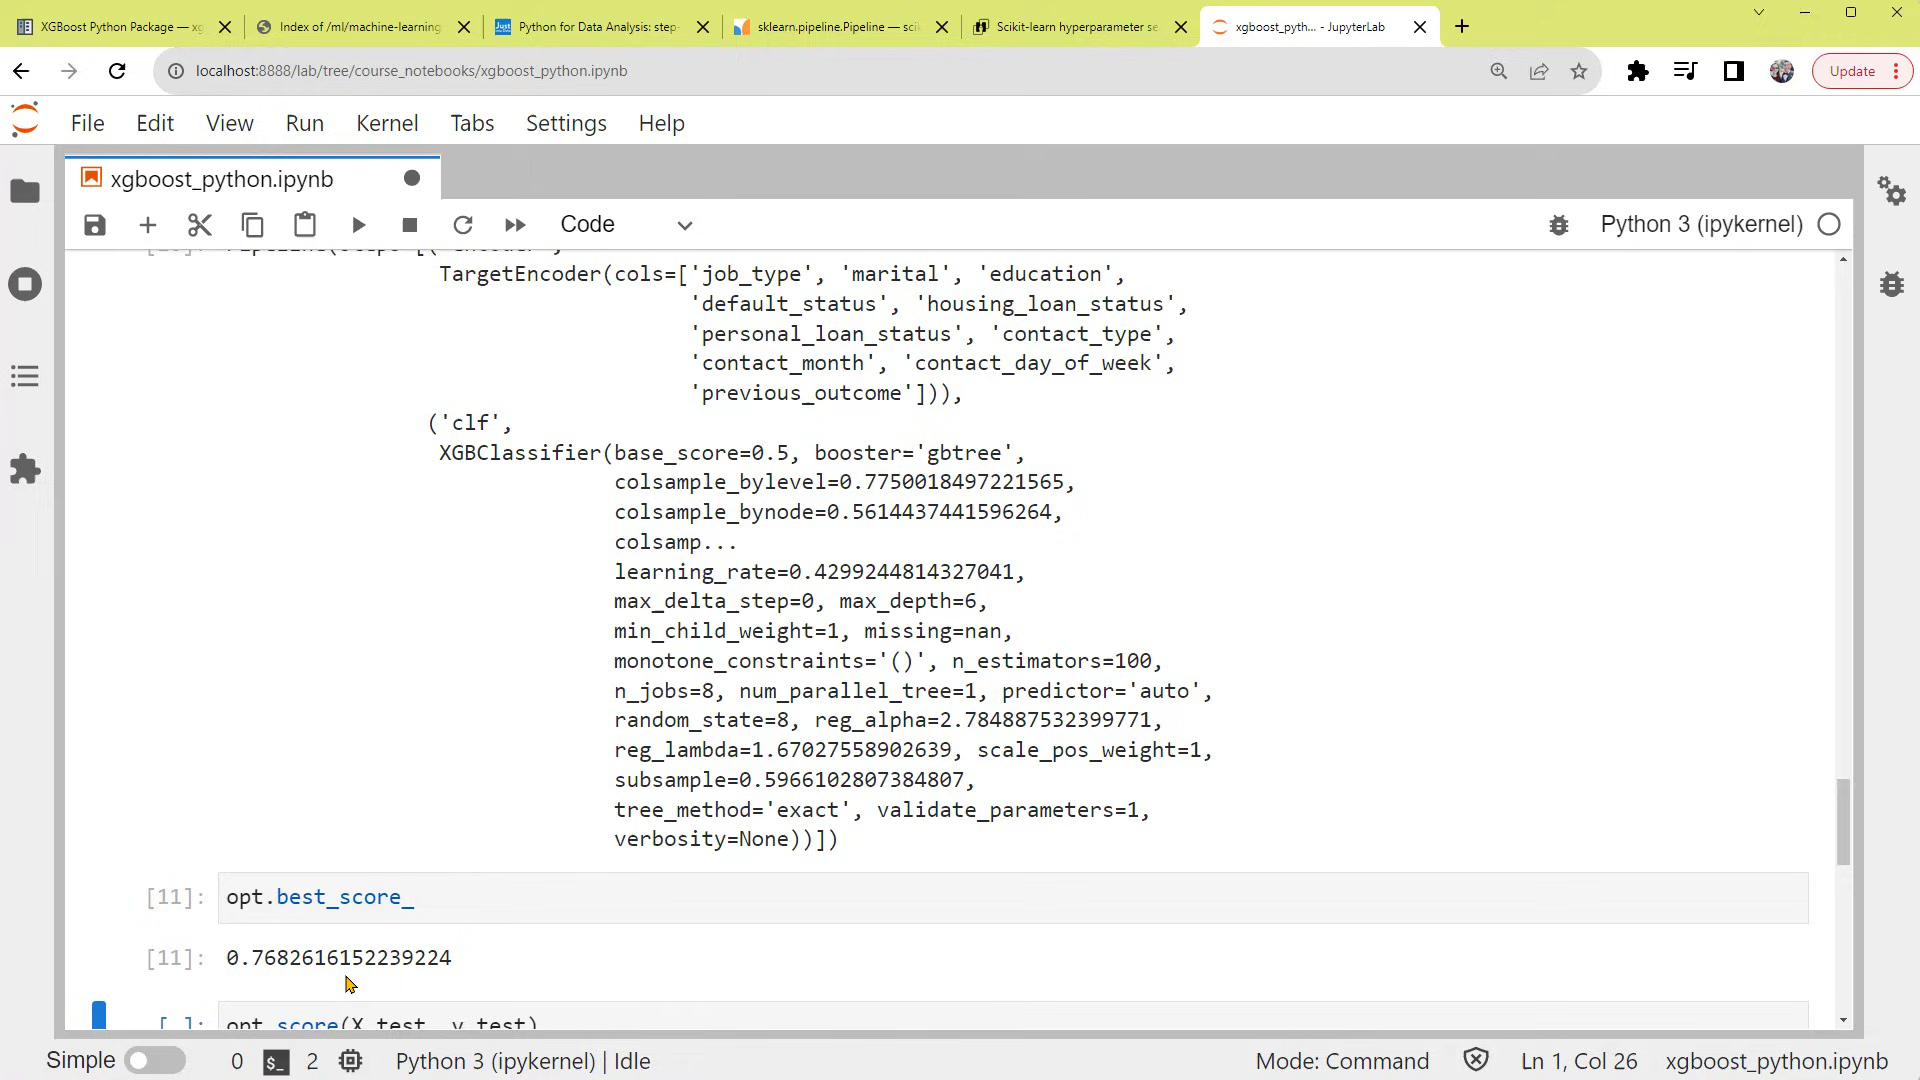 XGBoost Python Package — xg
Index of /ml/machine-learning
Python for Data Analysis: step-
sklearn.pipeline.Pipeline — sci
Scikit-learn hyperparameter se
xgboost_pyth... - JupyterLab
localhost:8888/lab/tree/course_notebooks/xgboost_python.ipynb
Update
File Edit View Run Kernel Tabs Settings Help
xgboost_python.ipynb
Code
Python 3 (ipykernel)
TargetEncoder(cols=['job_type', 'marital', 'education',
'default_status', 'housing_loan_status',
'personal_loan_status', 'contact_type',
'contact_month', 'contact_day_of_week',
'previous_outcome'])),
('clf',
XGBClassifier(base_score=0.5, booster='gbtree',
colsample_bylevel=0.7750018497221565,
colsample_bynode=0.5614437441596264,
colsamp...
learning_rate=0.4299244814327041,
max_delta_step=0, max_depth=6,
min_child_weight=1, missing=nan,
monotone_constraints='()', n_estimators=100,
n_jobs=8, num_parallel_tree=1, predictor='auto',
random_state=8, reg_alpha=2.784887532399771,
reg_lambda=1.67027558902639, scale_pos_weight=1,
subsample=0.5966102807384807,
tree_method='exact', validate_parameters=1,
verbosity=None))])
[11]: opt.best_score_
[11]: 0.7682616152239224
[ ]: opt.score(X_test, y_test)
Simple 0 $_ 2 Python 3 (ipykernel) | Idle Mode: Command Ln 1, Col 26 xgboost_python.ipynb